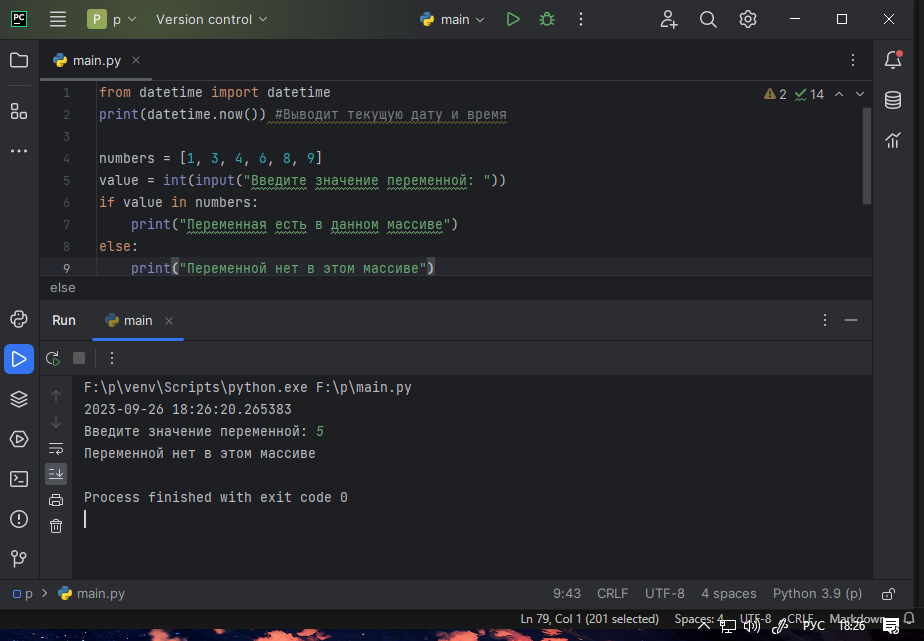 PC P p Version control main
main.py
1 from datetime import datetime 2 14
2 print(datetime.now()) #Выводит текущую дату и время
3
4 numbers = [1, 3, 4, 6, 8, 9]
5 value = int(input("Введите значение переменной: "))
6 if value in numbers:
7 print("Переменная есть в данном массиве")
8 else:
9 print("Переменной нет в этом массиве")
else
Run main
F:\p\venv\Scripts\python.exe F:\p\main.py
2023-09-26 18:26:20.265383
Введите значение переменной: 5
Переменной нет в этом массиве
Process finished with exit code 0
p > main.py 9:43 CRLF UTF-8 4 spaces Python 3.9 (p)
Ln 79, Col 1 (201 selected) Spaces: 4 UTF-8 CRLF Markdown
РУС 18:26